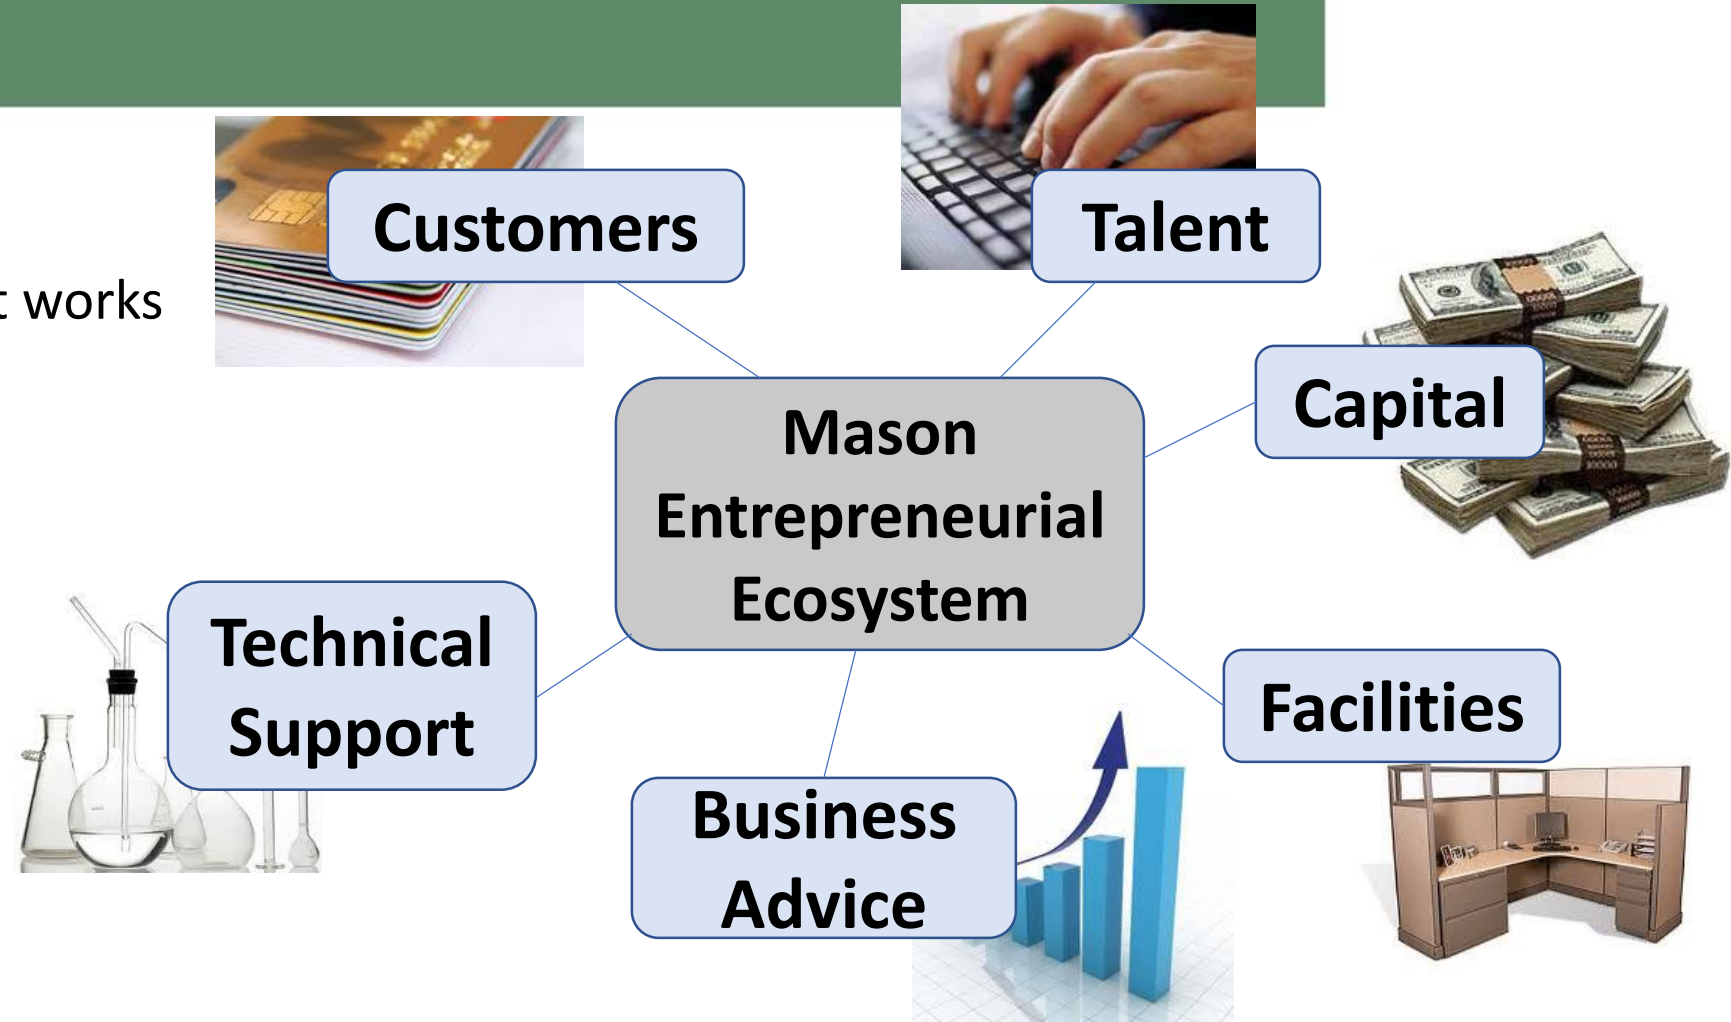 Customers
Talent
t works
Capital
Mason
Entrepreneurial
Ecosystem
Technical
Support
Facilities
Business
Advice